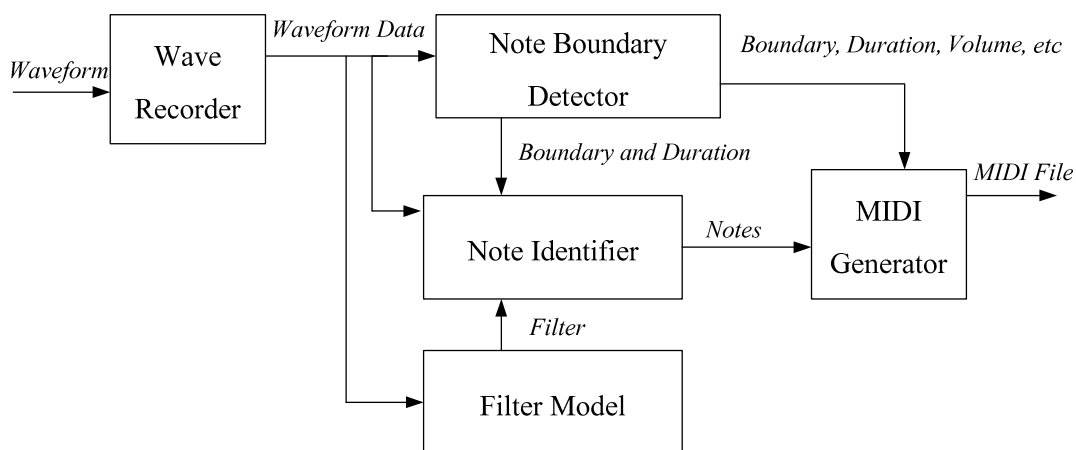 Waveform
Wave
Recorder
Waveform Data
Note Boundary
Detector
Boundary, Duration, Volume, etc
Boundary and Duration
Note Identifier
Notes
MIDI
Generator
MIDI File
Filter
Filter Model